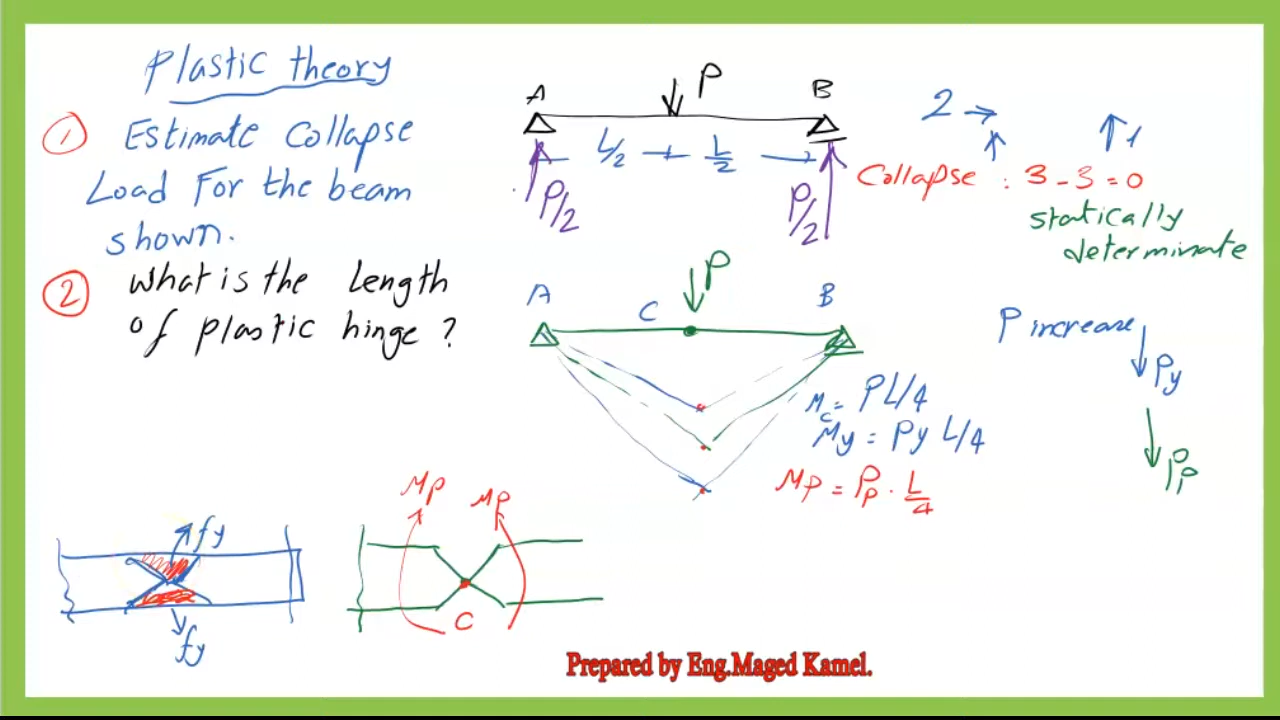 Plastic theory
1 Estimate Collapse
Load For the beam
shown.
2 What is the Length
of plastic hinge ?
A P B
L/2 L/2
P/2 P/2
2 → ↑ 1
Collapse : 3 - 3 = 0
statically
determinate
P
A C B
Mc = PL/4
My = Py L/4
Mp = Pp . L/4
P increase
Py
Pp
fy
fy
Mp Mp
C
Prepared by Eng.Maged Kamel.